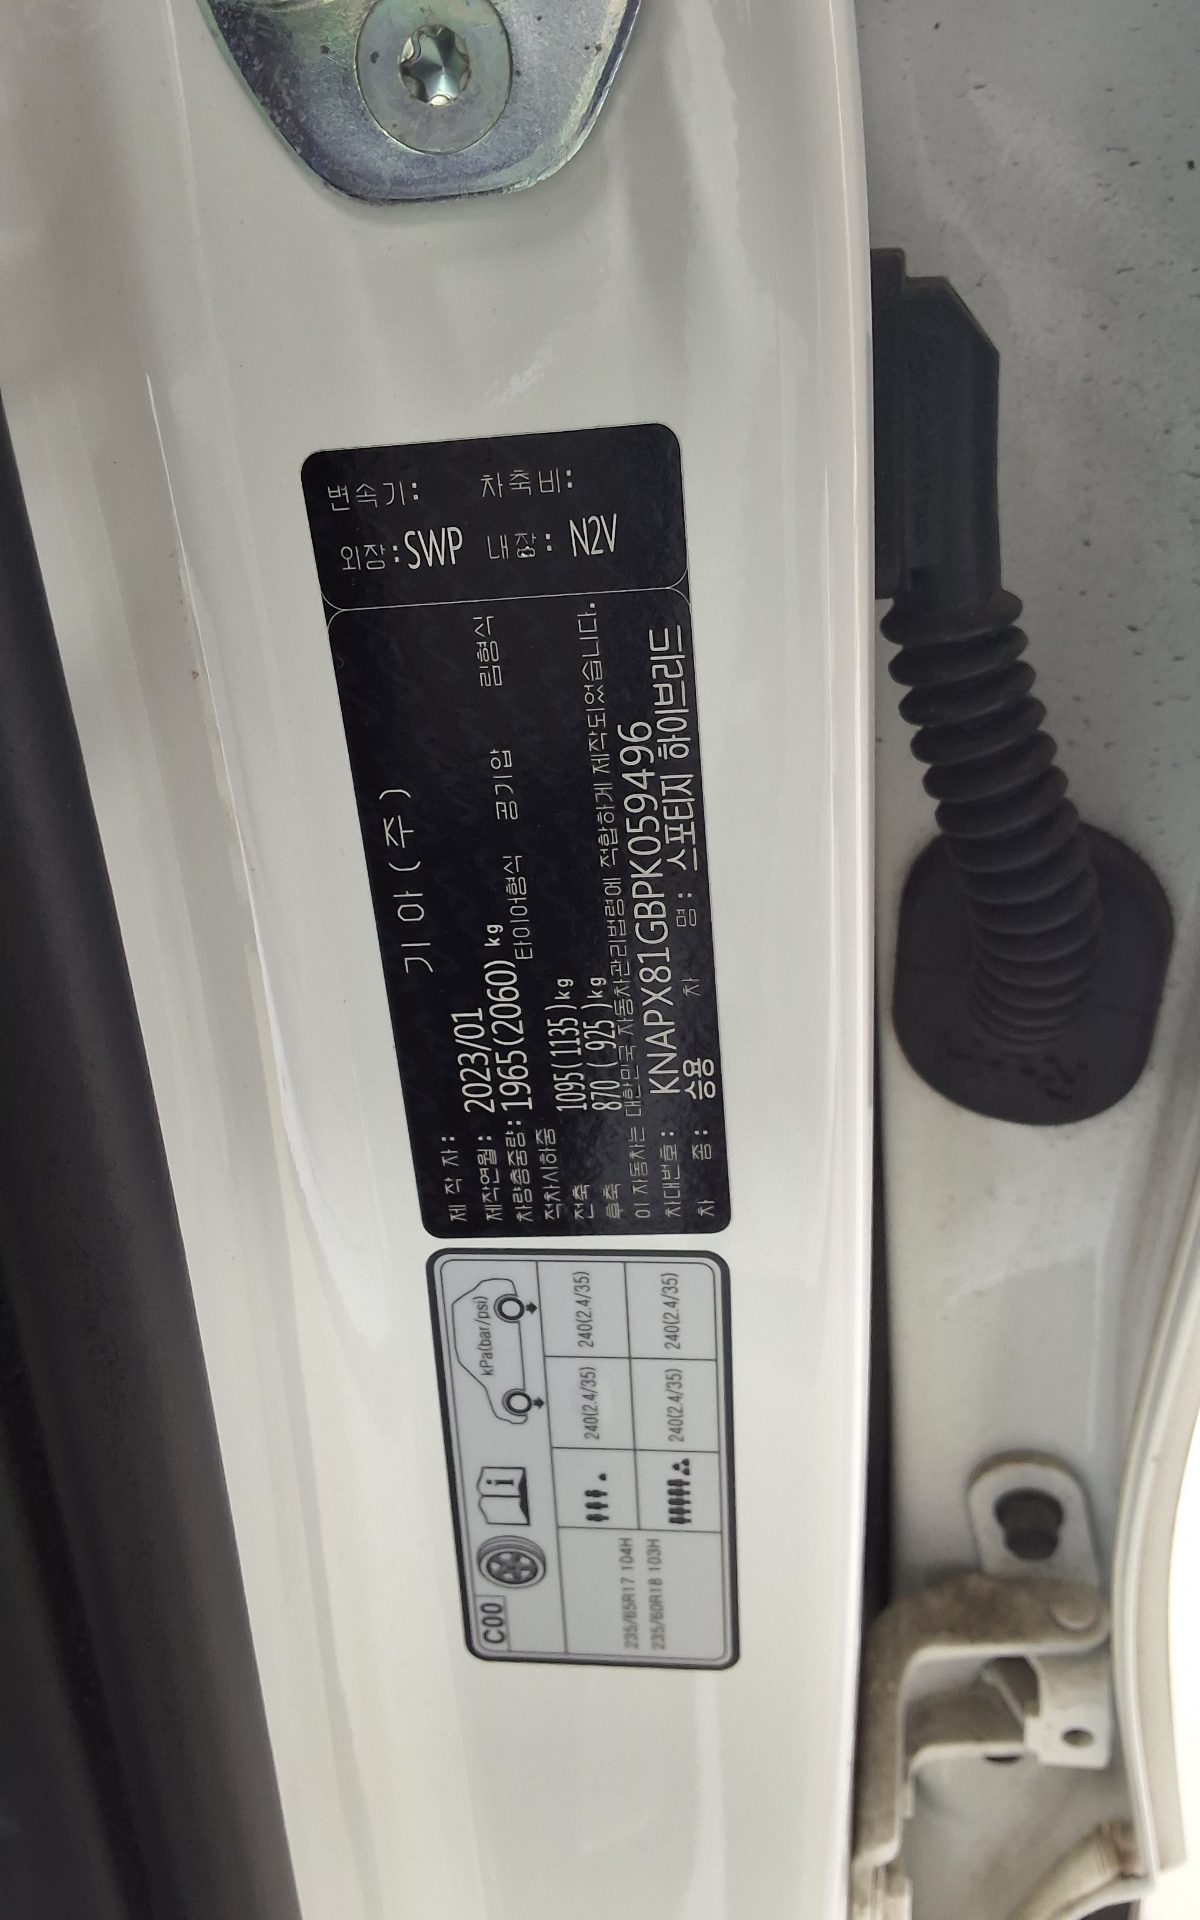 제 작 자: 기아(주)
제작연월: 2023/01
차량총중량: 1965(2060) kg 타이어형식 공기압 림형식
적차시하중
전축 1095(1135)kg
후축 870 ( 925 )kg
이 자동차는 대한민국 자동차관리법령에 적합하게 제작되었습니다.
차대번호: KNAPX81GBPK059496
차 종: 승용 차 명: 스포티지 하이브리드
변속기: 차축비:
외장: SWP 내장: N2V
C00 i kPa(bar/psi)
240(2.4/35) 240(2.4/35)
235/65R17 104H
235/60R18 103H
240(2.4/35) 240(2.4/35)